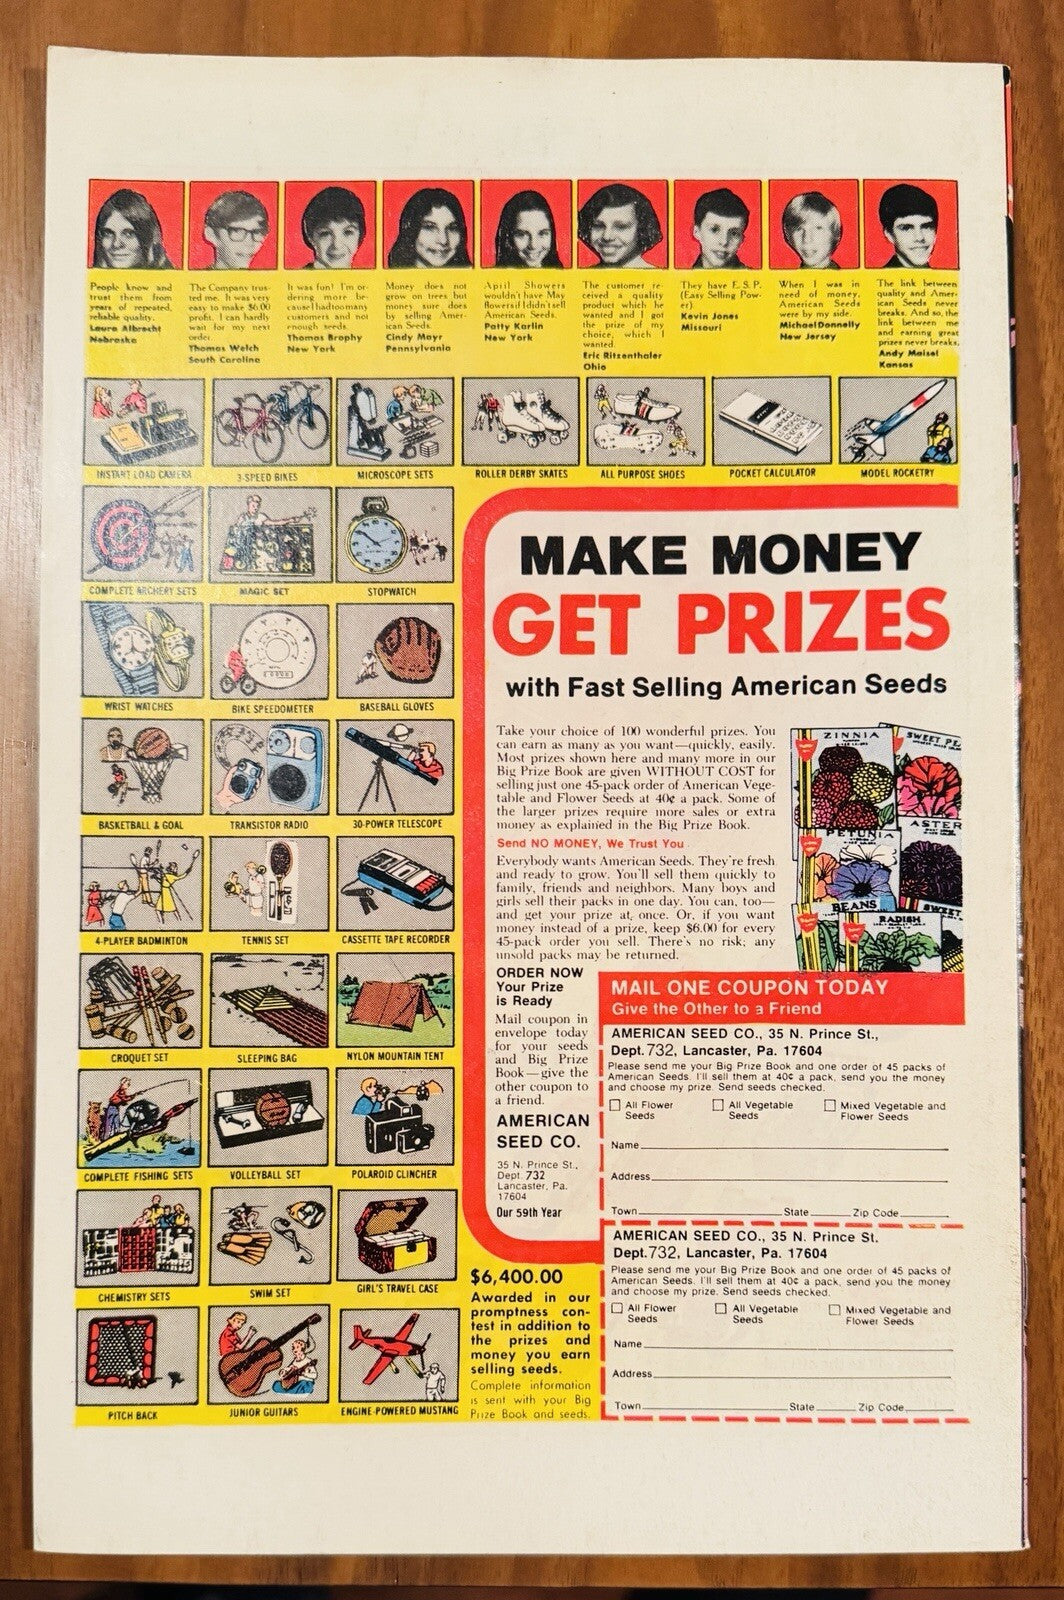 People know and
trust them from
years of repeated,
reliable quality.
Laura Albrecht
Nebraska
The Company trus-
ted me. It was very
easy to make $6.00
profit. I can hardly
wait for my next
order.
Thomas Welch
South Carolina
It was fun! I'm or-
dering more be-
cause I had too many
customers and not
enough seeds.
Thomas Brophy
New York
Money does not
grow on trees but
money sure does
by selling Ameri-
can Seeds.
Cindy Mayr
Pennsylvania
April Showers
wouldn't have May
flowers if I didn't sell
American Seeds.
Patty Karlin
New York
The customer re-
ceived a quality
product which he
wanted and I got
the prize of my
choice, which I
wanted.
Eric Ritzenthaler
Ohio
They have E.S.P.
(Easy Selling Pow-
er).
Kevin Jones
Missouri
When I was in
need of money,
American Seeds
were by my side.
Michael Donnelly
New Jersey
The link between
quality and Amer-
ican Seeds never
breaks. And so, the
link between me
and earning great
prizes never breaks.
Andy Maisel
Kansas
INSTANT LOAD CAMERA
3-SPEED BIKES
MICROSCOPE SETS
ROLLER DERBY SKATES
ALL PURPOSE SHOES
POCKET CALCULATOR
MODEL ROCKETRY
COMPLETE ARCHERY SETS
MAGIC SET
STOPWATCH
WRIST WATCHES
BIKE SPEEDOMETER
BASEBALL GLOVES
BASKETBALL & GOAL
TRANSISTOR RADIO
30-POWER TELESCOPE
4-PLAYER BADMINTON
TENNIS SET
CASSETTE TAPE RECORDER
CROQUET SET
SLEEPING BAG
NYLON MOUNTAIN TENT
COMPLETE FISHING SETS
VOLLEYBALL SET
POLAROID CLINCHER
CHEMISTRY SETS
SWIM SET
GIRL'S TRAVEL CASE
PITCH BACK
JUNIOR GUITARS
ENGINE-POWERED MUSTANG
MAKE MONEY
GET PRIZES
with Fast Selling American Seeds
Take your choice of 100 wonderful prizes. You
can earn as many as you want—quickly, easily.
Most prizes shown here and many more in our
Big Prize Book are given WITHOUT COST for
selling just one 45-pack order of American Vege-
table and Flower Seeds at 40¢ a pack. Some of
the larger prizes require more sales or extra
money as explained in the Big Prize Book.
Send NO MONEY, We Trust You
Everybody wants American Seeds. They're fresh
and ready to grow. You'll sell them quickly to
family, friends and neighbors. Many boys and
girls sell their packs in one day. You can, too—
and get your prize at once. Or, if you want
money instead of a prize, keep $6.00 for every
45-pack order you sell. There's no risk; any
unsold packs may be returned.
ZINNIA
SWEET PE
ASTER
PETUNIA
BEANS
SWEET
RADISH
ORDER NOW
Your Prize
is Ready
Mail coupon in
envelope today
for your seeds
and Big Prize
Book—give the
other coupon to
a friend.
AMERICAN
SEED CO.
35 N. Prince St.,
Dept. 732
Lancaster, Pa.
17604
Our 59th Year
MAIL ONE COUPON TODAY
Give the Other to a Friend
AMERICAN SEED CO., 35 N. Prince St.,
Dept. 732, Lancaster, Pa. 17604
Please send me your Big Prize Book and one order of 45 packs of
American Seeds. I'll sell them at 40¢ a pack, send you the money
and choose my prize. Send seeds checked.
All Flower
Seeds
All Vegetable
Seeds
Mixed Vegetable and
Flower Seeds
Name
Address
Town State Zip Code
AMERICAN SEED CO., 35 N. Prince St.
Dept. 732, Lancaster, Pa. 17604
Please send me your Big Prize Book and one order of 45 packs of
American Seeds. I'll sell them at 40¢ a pack, send you the money
and choose my prize. Send seeds checked.
All Flower
Seeds
All Vegetable
Seeds
Mixed Vegetable and
Flower Seeds
Name
Address
Town State Zip Code
$6,400.00
Awarded in our
promptness con-
test in addition to
the prizes and
money you earn
selling seeds.
Complete information
is sent with your Big
Prize Book and seeds.